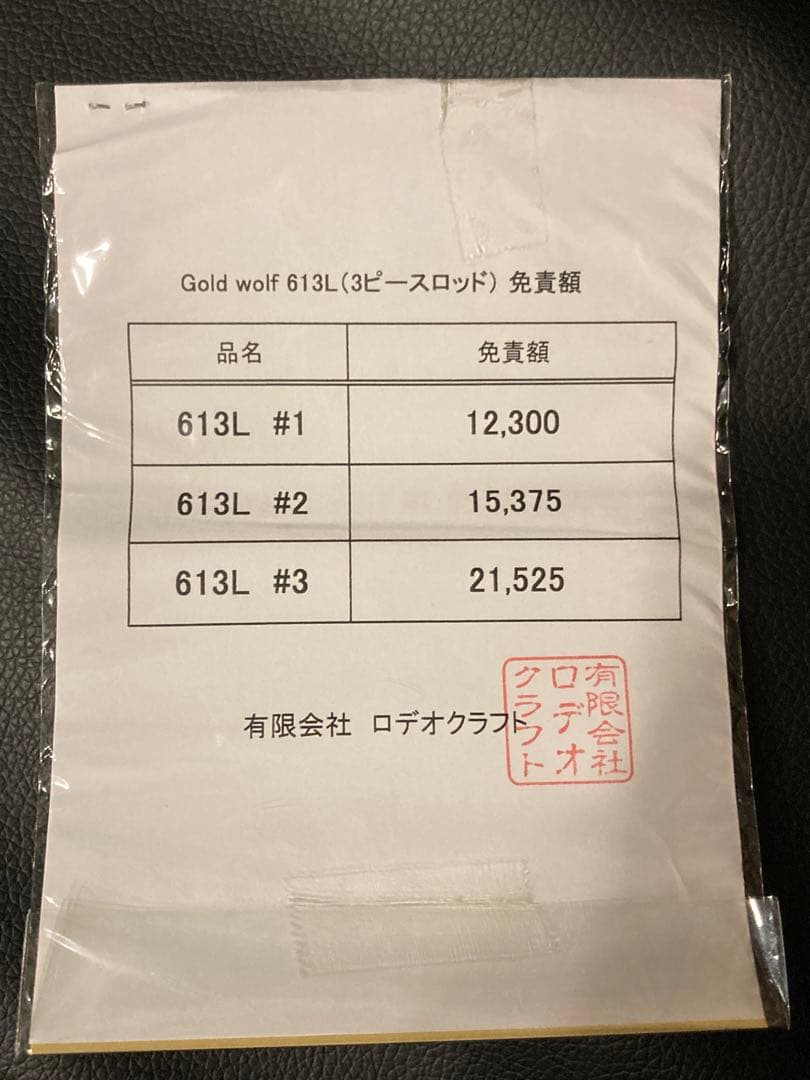 Gold wolf 613L（3ピースロッド） 免責額
品名 免責額
613L #1 12,300
613L #2 15,375
613L #3 21,525
有限会社 ロデオクラフト
有限会社
ロデオ
クラフト